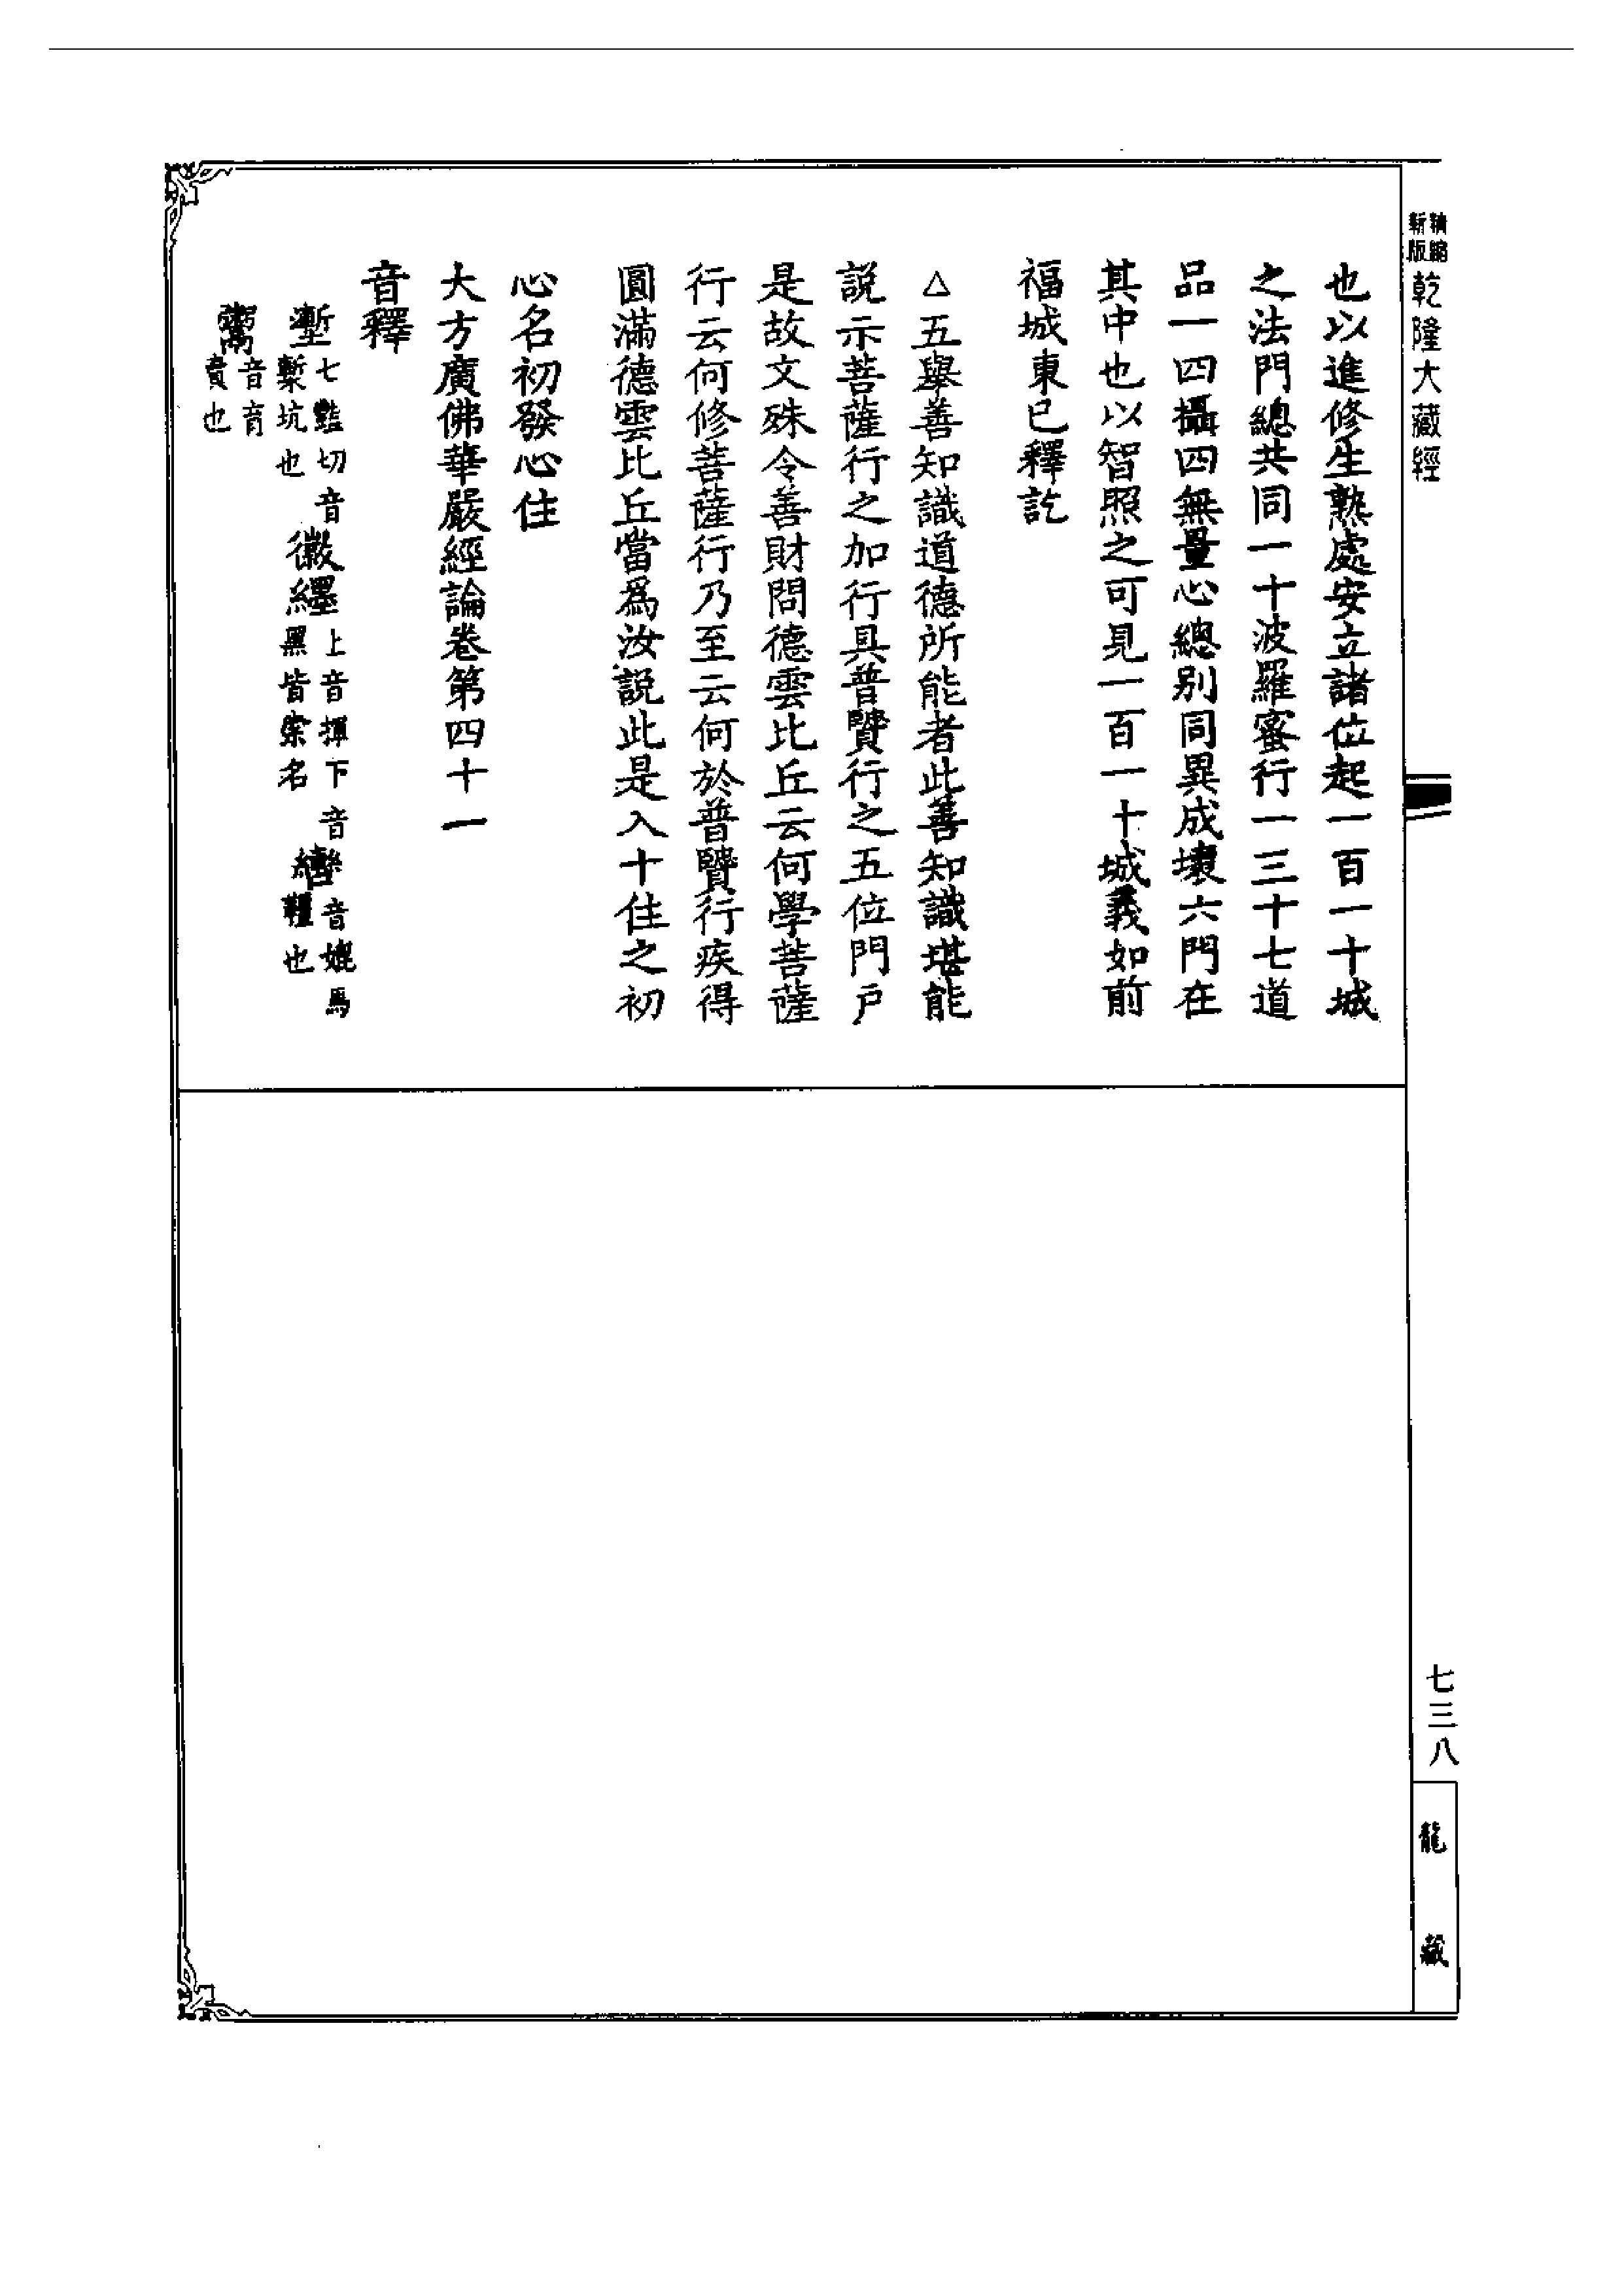 精縮
新版
乾隆大藏經
也以進修生熟處安立諸位起一百一十城
之法門總共同一十波羅蜜行一三十七道
品一四攝四無量心總別同異成壞六門在
其中也以智照之可見一百一十城義如前
福城東已釋訖
△五舉善知識道德所能者此善知識堪能
說示菩薩行之加行具普賢行之五位門戶
是故文殊令善財問德雲比丘云何學菩薩
行云何修菩薩行乃至云何於普賢行疾得
圓滿德雲比丘當爲汝說此是入十住之初
心名初發心住
大方廣佛華嚴經論卷第四十一
音釋
塹七豔切音槧坑也 徽纆上音揮下音黑皆索名 轡音媲馬韁也
鬻音育賣也
七三八
龍藏